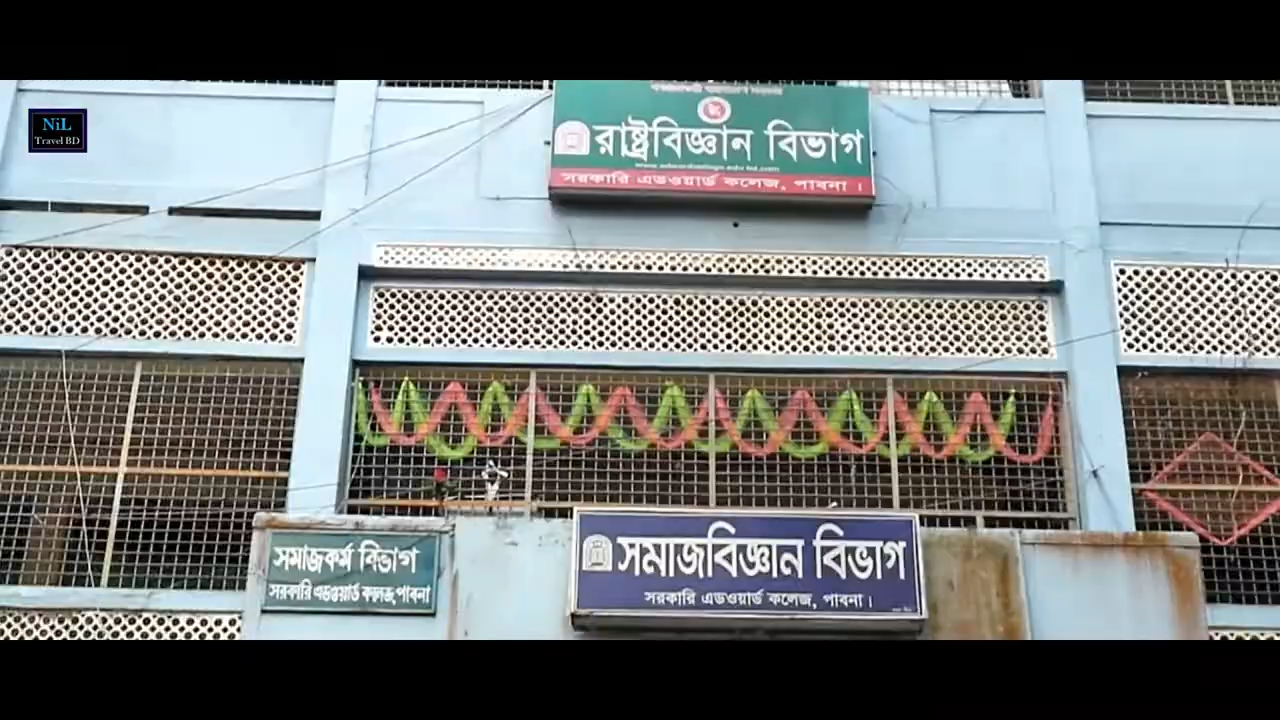 NiL
Travel BD
রাষ্ট্রবিজ্ঞান বিভাগ
সরকারি এডওয়ার্ড কলেজ, পাবনা ।
সমাজকর্ম বিভাগ
সরকারি এডওয়ার্ড কলেজ,পাবনা
সমাজবিজ্ঞান বিভাগ
সরকারি এডওয়ার্ড কলেজ, পাবনা।